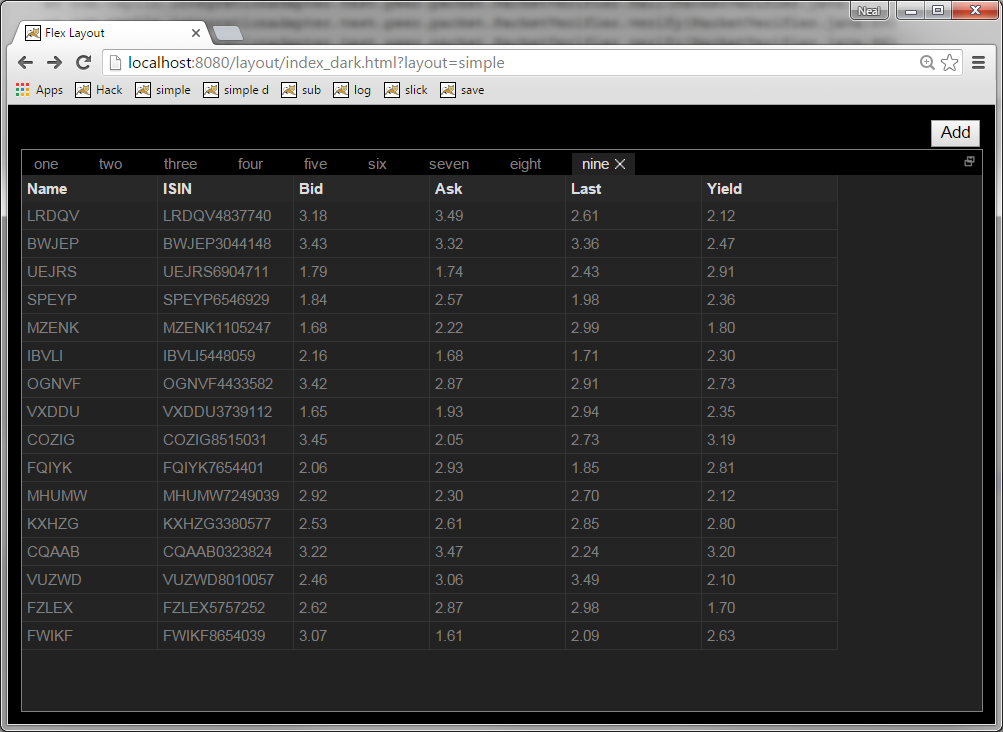 Neal
Flex Layout
localhost:8080/layout/index_dark.html?layout=simple
Apps Hack simple simple d sub log slick save
Add
one two three four five six seven eight nine
Name ISIN Bid Ask Last Yield
LRDQV LRDQV4837740 3.18 3.49 2.61 2.12
BWJEP BWJEP3044148 3.43 3.32 3.36 2.47
UEJRS UEJRS6904711 1.79 1.74 2.43 2.91
SPEYP SPEYP6546929 1.84 2.57 1.98 2.36
MZENK MZENK1105247 1.68 2.22 2.99 1.80
IBVLI IBVLI5448059 2.16 1.68 1.71 2.30
OGNVF OGNVF4433582 3.42 2.87 2.91 2.73
VXDDU VXDDU3739112 1.65 1.93 2.94 2.35
COZIG COZIG8515031 3.45 2.05 2.73 3.19
FQIYK FQIYK7654401 2.06 2.93 1.85 2.81
MHUMW MHUMW7249039 2.92 2.30 2.70 2.12
KXHZG KXHZG3380577 2.53 2.61 2.85 2.80
CQAAB CQAAB0323824 3.22 3.47 2.24 3.20
VUZWD VUZWD8010057 2.46 3.06 3.49 2.10
FZLEX FZLEX5757252 2.62 2.87 2.98 1.70
FWIKF FWIKF8654039 3.07 1.61 2.09 2.63